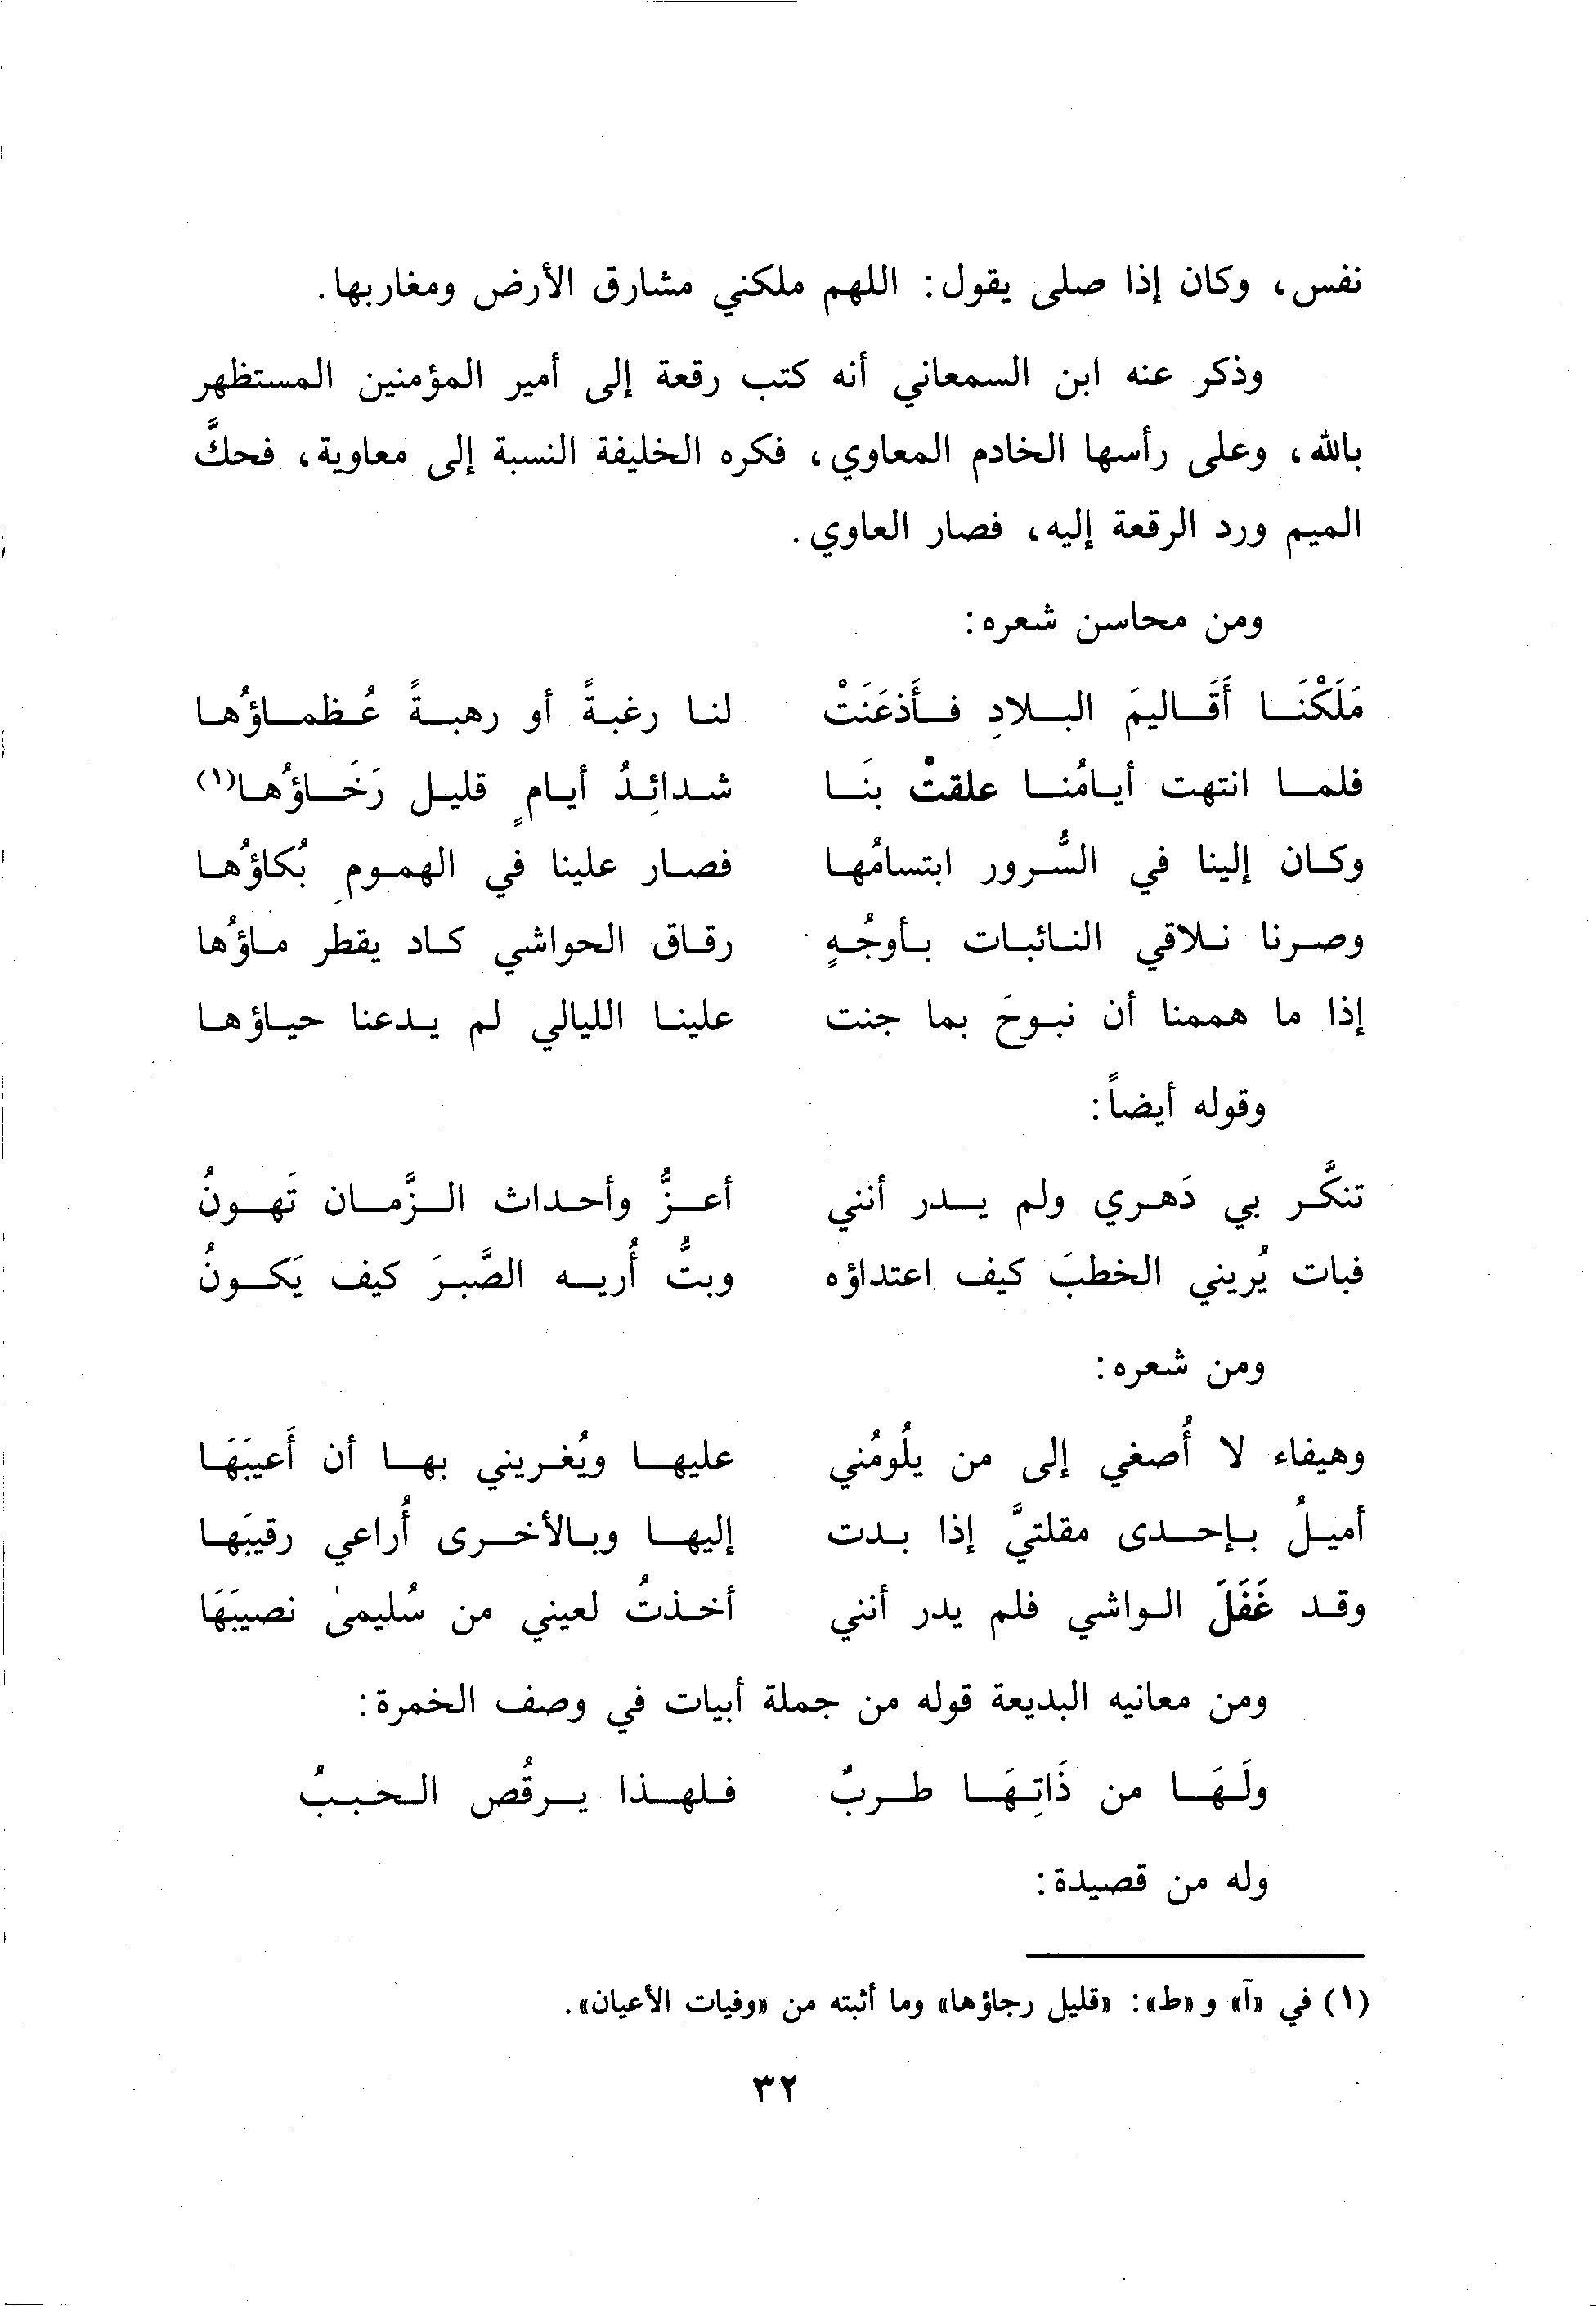 نفس، وكان إذا صلى يقول: اللهم ملكني مشارق الأرض ومغاربها.
وذكر عنه ابن السمعاني أنه كتب رقعة إلى أمير المؤمنين المستظهر
بالله، وعلى رأسها الخادم المعاوي، فكره الخليفة النسبة إلى معاوية، فحكَّ
الميم ورد الرقعة إليه، فصار العاوي.
ومن محاسن شعره:
مَلَكْنَا أَقَاليمَ البلادِ فأَذعَنَتْ لنا رغبةً أو رهبةً عُظماؤُها
فلما انتهت أيامُنا علقتْ بنَا شدائِدُ أيامٍ قليل رَخَاؤُها(١)
وكان إلينا في السُّرور ابتسامُها فصار علينا في الهمومِ بُكاؤُها
وصرنا نلاقي النائبات بأوجُهٍ رقاق الحواشي كاد يقطر ماؤُها
إذا ما هممنا أن نبوحَ بما جنت علينا الليالي لم يدعنا حياؤها
وقوله أيضاً:
تنكَّر بي دَهري ولم يدر أنني أعزُّ وأحداث الزَّمان تَهونُ
فبات يُريني الخطبَ كيف اعتداؤه وبتُّ أُريه الصَّبرَ كيف يَكونُ
ومن شعره:
وهيفاء لا أُصغي إلى من يلُومُني عليها ويُغريني بها أن أَعيبَهَا
أميلُ بإحدى مقلتيَّ إذا بدت إليها وبالأخرى أُراعي رقيبَها
وقد غَفَلَ الواشي فلم يدر أنني أخذتُ لعيني من سُليمىٰ نصيبَهَا
ومن معانيه البديعة قوله من جملة أبيات في وصف الخمرة:
ولَهَا من ذَاتِهَا طربٌ فلهذا يرقُص الحببُ
وله من قصيدة:
(١) في «آ» و «ط»: «قليل رجاؤها» وما أثبته من «وفيات الأعيان».
٣٢